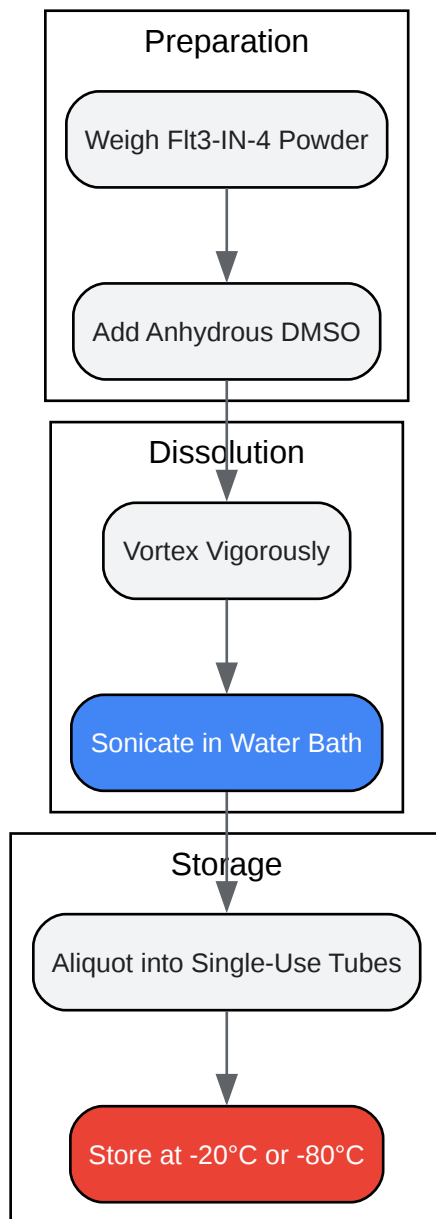 Preparation
Weigh Flt3-IN-4 Powder
Add Anhydrous DMSO
Dissolution
Vortex Vigorously
Sonicate in Water Bath
Storage
Aliquot into Single-Use Tubes
Store at -20°C or -80°C